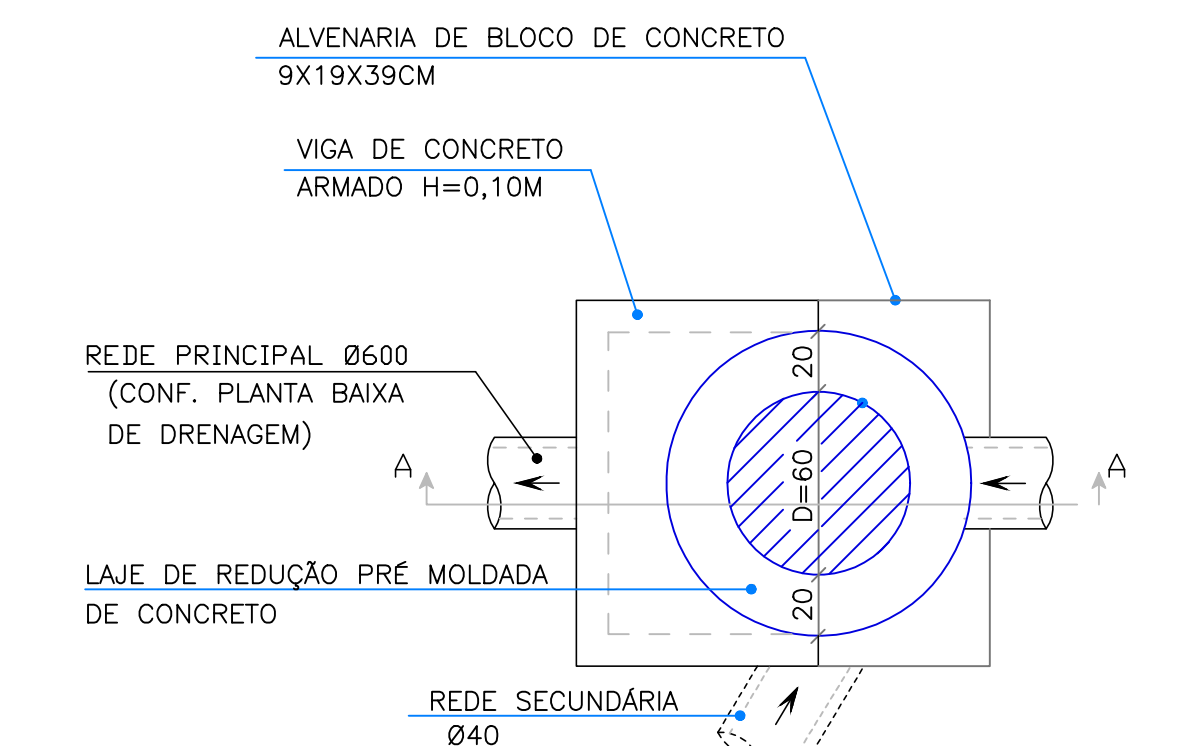 ALVENARIA DE BLOCO DE CONCRETO
9X19X39CM
VIGA DE CONCRETO
ARMADO H=0,10M
REDE PRINCIPAL Ø600
(CONF. PLANTA BAIXA
DE DRENAGEM)
20
A
D=60
A
LAJE DE REDUÇÃO PRÉ MOLDADA
DE CONCRETO
20
REDE SECUNDÁRIA
Ø40